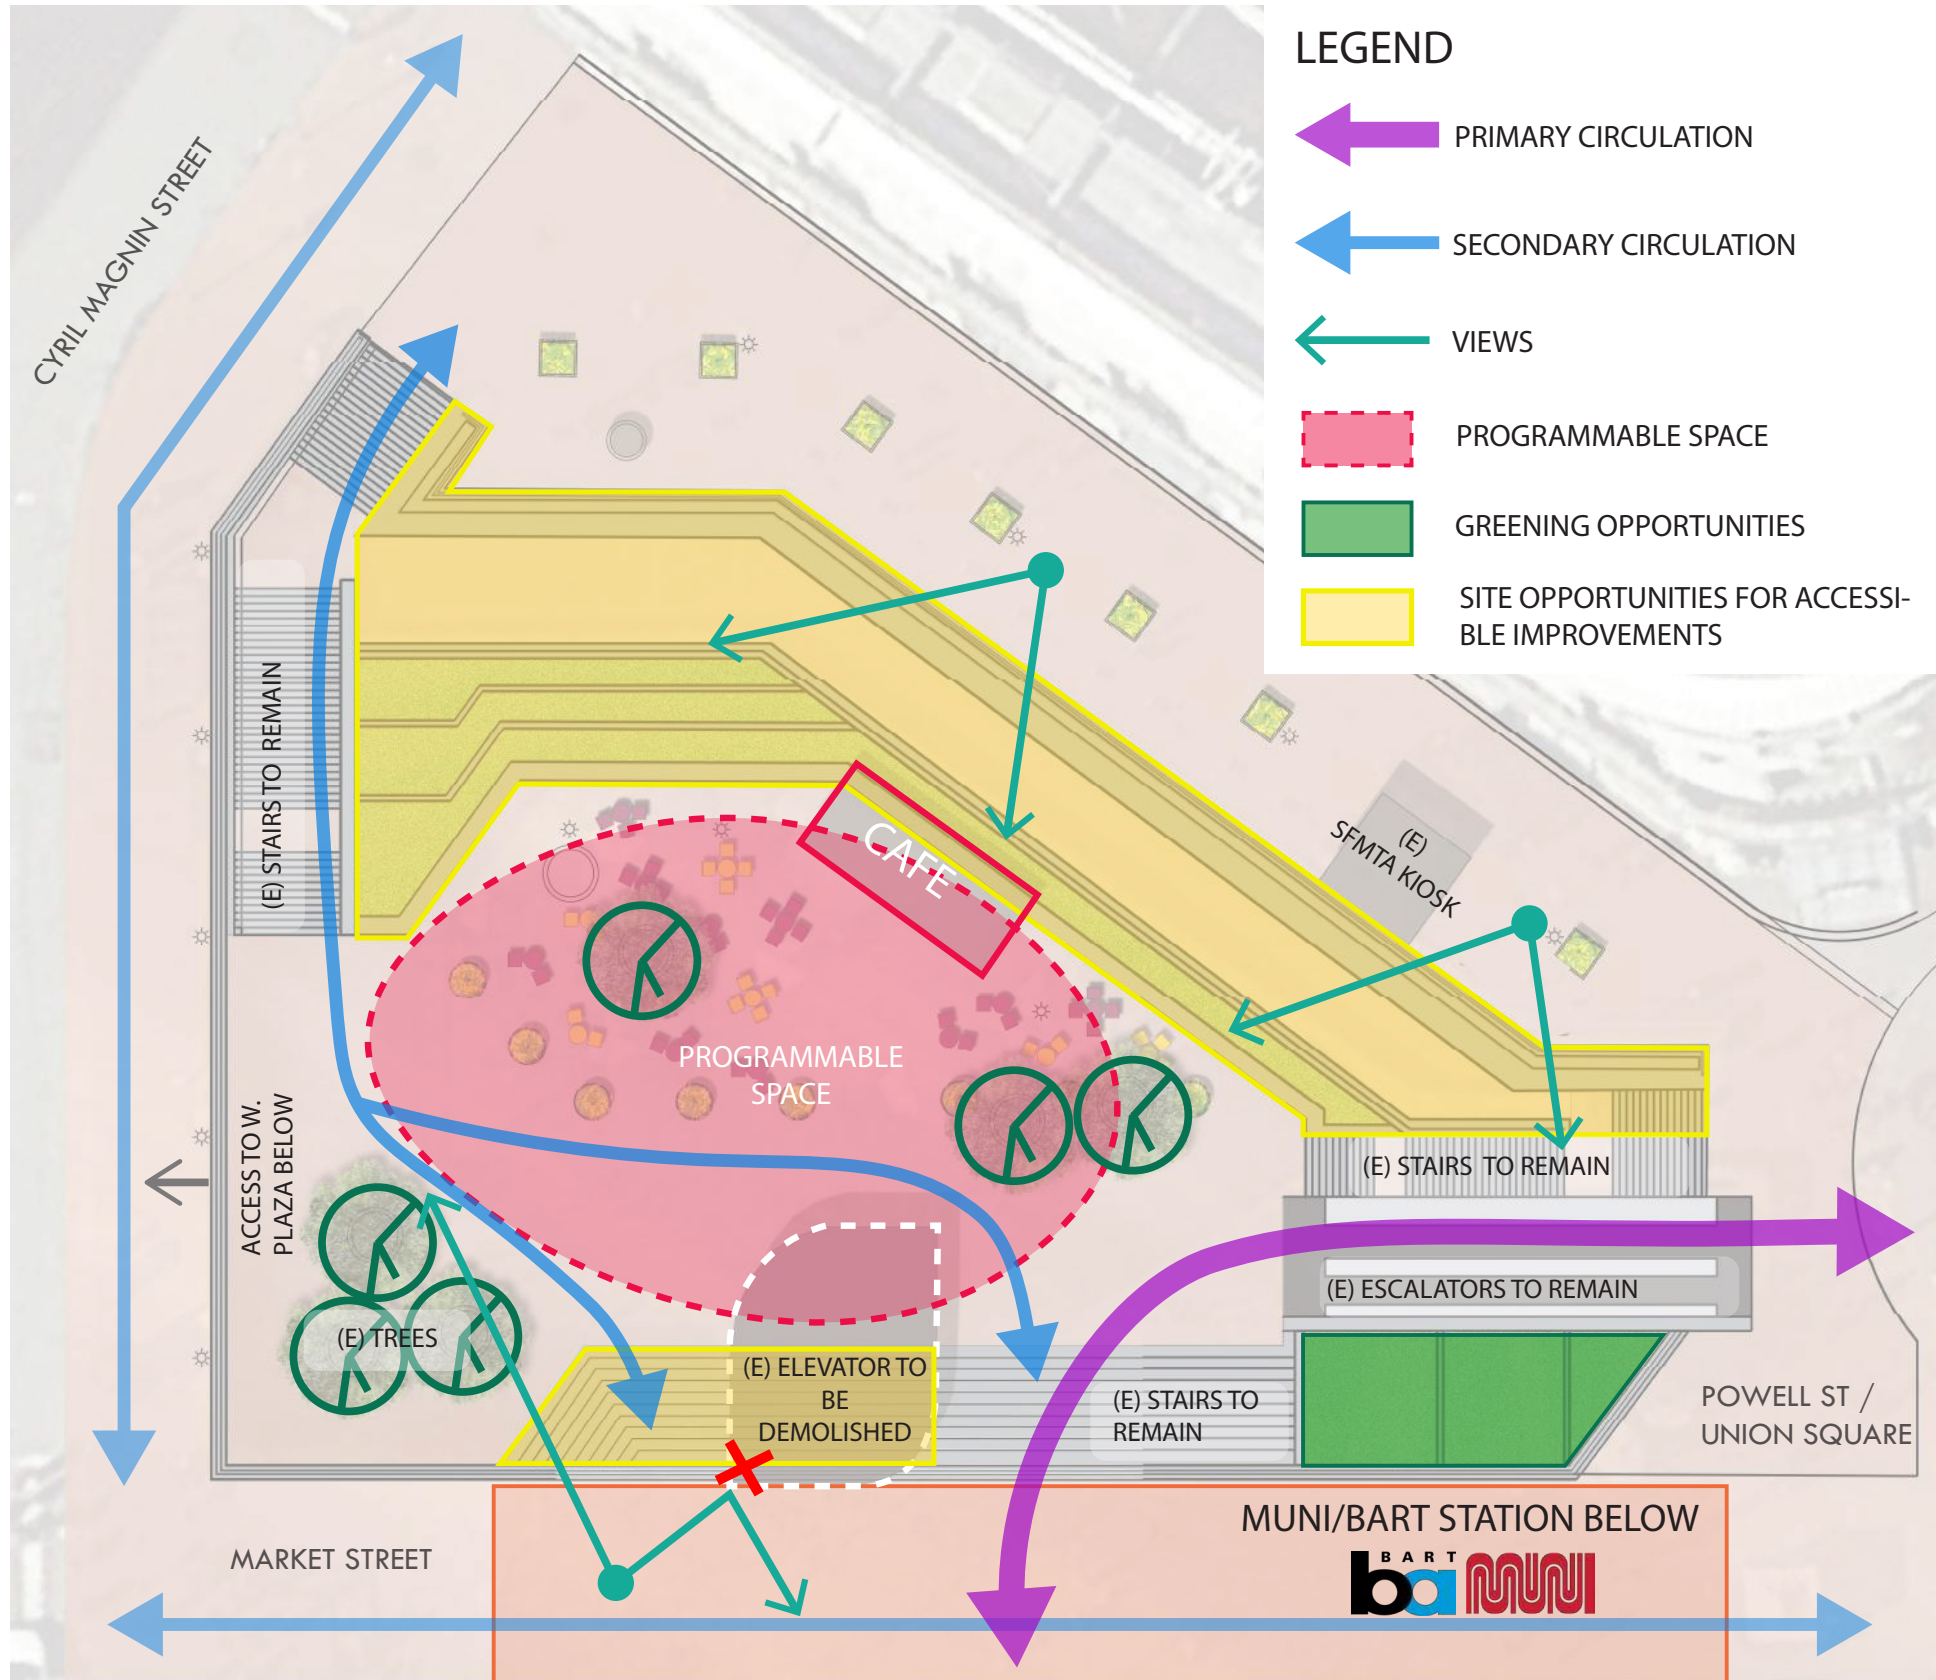 LEGEND
PRIMARY CIRCULATION
SECONDARY CIRCULATION
VIEWS
PROGRAMMABLE SPACE
GREENING OPPORTUNITIES
SITE OPPORTUNITIES FOR ACCESSI-
BLE IMPROVEMENTS
CYRIL MAGNIN STREET
(E) STAIRS TO REMAIN
CAFE
(E)
SFMTA KIOSK
PROGRAMMABLE
SPACE
ACCESS TO W.
PLAZA BELOW
(E) STAIRS TO REMAIN
(E) ESCALATORS TO REMAIN
(E) TREES
(E) ELEVATOR TO
BE
DEMOLISHED
(E) STAIRS TO
REMAIN
POWELL ST /
UNION SQUARE
MUNI/BART STATION BELOW
MARKET STREET
BART
ba
MUNI